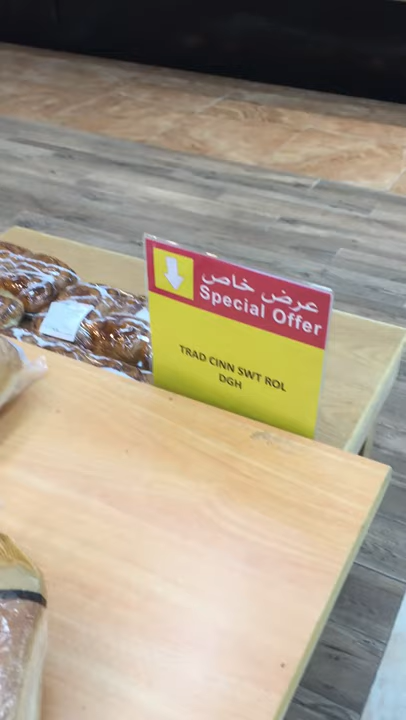 عرض خاص
Special Offer
TRAD CINN SWT ROL
DGH